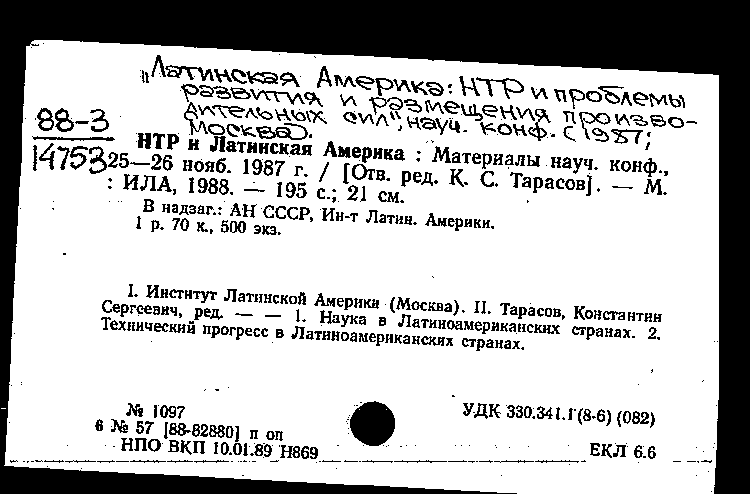 "Латинская Америка: НТР и проблемы
развития и размещения произво-
дительных сил", науч. конф. (1987;
Москва).
88-3
14753
НТР и Латинская Америка : Материалы науч. конф.,
25—26 нояб. 1987 г. / [Отв. ред. К. С. Тарасов]. — М.
: ИЛА, 1988. — 195 с.; 21 см.
В надзаг.: АН СССР, Ин-т Латин. Америки.
1 р. 70 к., 500 экз.
I. Институт Латинской Америки (Москва). II. Тарасов, Константин
Сергеевич, ред. — — 1. Наука в Латиноамериканских странах. 2.
Технический прогресс в Латиноамериканских странах.
№ 1097
6 № 57 [88-82880] п оп
НПО ВКП 10.01.89 Н869
УДК 330.341.1(8-6) (082)
ЕКЛ 6.6